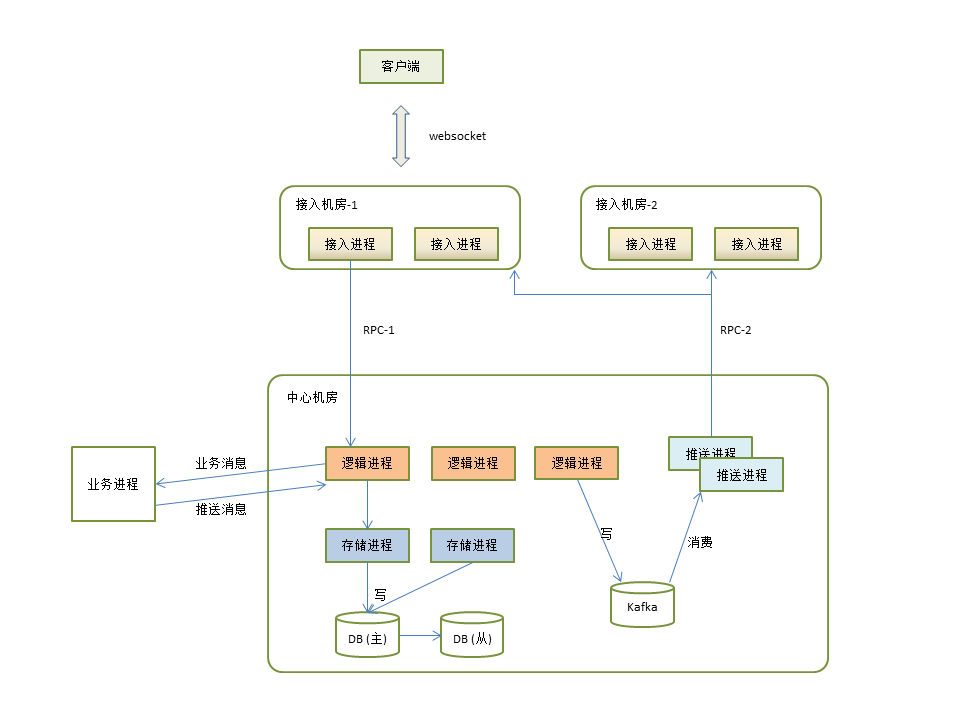 客户端
websocket
接入机房-1
接入机房-2
接入进程
接入进程
接入进程
接入进程
RPC-1
RPC-2
中心机房
业务进程
业务消息
推送消息
逻辑进程
逻辑进程
逻辑进程
推送进程
推送进程
存储进程
存储进程
写
消费
写
Kafka
DB (主)
DB (从)